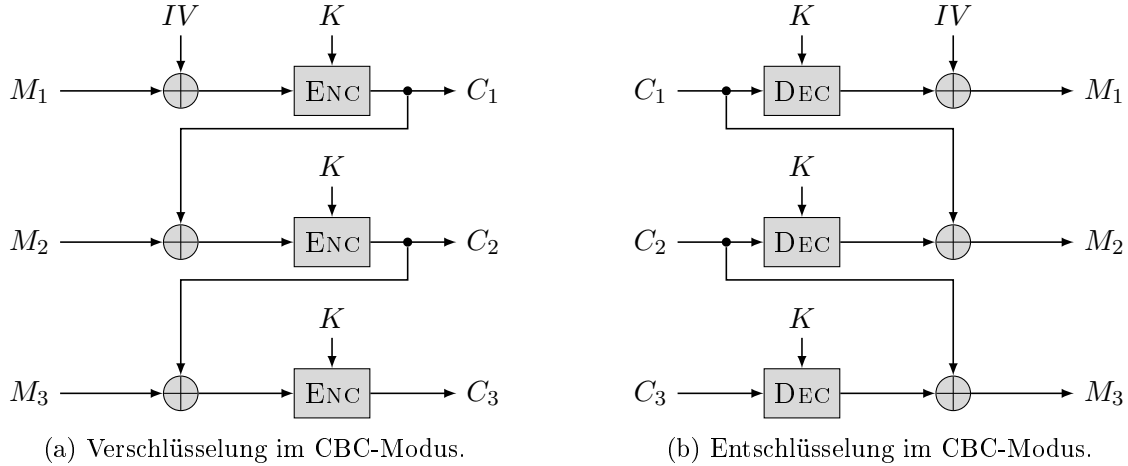 IV K
M₁ ENC C₁
K
M₂ ENC C₂
K
M₃ ENC C₃
(a) Verschlüsselung im CBC-Modus.
K IV
C₁ DEC M₁
K
C₂ DEC M₂
K
C₃ DEC M₃
(b) Entschlüsselung im CBC-Modus.